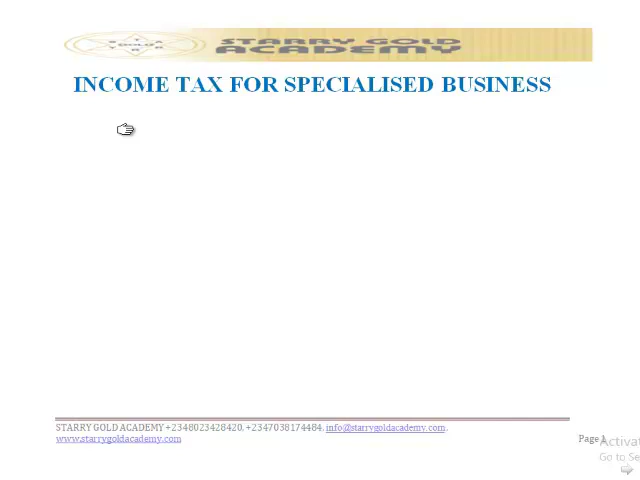 STARRY GOLD
ACADEMY
INCOME TAX FOR SPECIALISED BUSINESS
STARRY GOLD ACADEMY +2348023428420, +2347038174484, info@starrygoldacademy.com,
www.starrygoldacademy.com Page 1
Activat
Go to Se